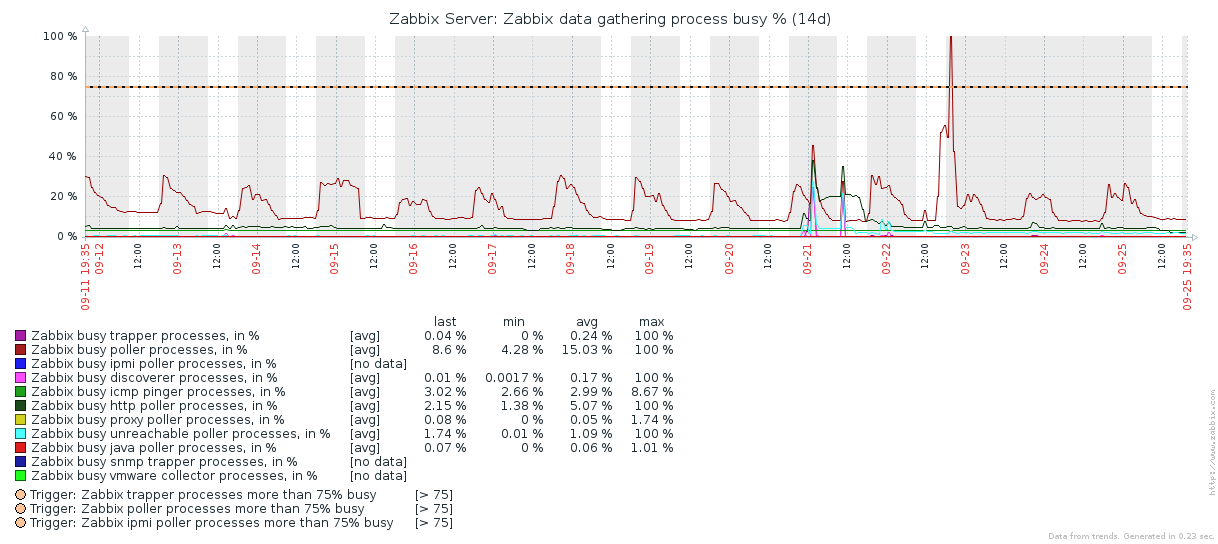 Zabbix Server: Zabbix data gathering process busy % (14d)
100 %
80 %
60 %
40 %
20 %
0 %
09-11 19:35
09-12
12:00
09-13
12:00
09-14
12:00
09-15
12:00
09-16
12:00
09-17
12:00
09-18
12:00
09-19
12:00
09-20
12:00
09-21
12:00
09-22
12:00
09-23
12:00
09-24
12:00
09-25
12:00
09-25 19:35
last min avg max
Zabbix busy trapper processes, in % [avg] 0.04 % 0 % 0.24 % 100 %
Zabbix busy poller processes, in % [avg] 8.6 % 4.28 % 15.03 % 100 %
Zabbix busy ipmi poller processes, in % [no data]
Zabbix busy discoverer processes, in % [avg] 0.01 % 0.0017 % 0.17 % 100 %
Zabbix busy icmp pinger processes, in % [avg] 3.02 % 2.66 % 2.99 % 8.67 %
Zabbix busy http poller processes, in % [avg] 2.15 % 1.38 % 5.07 % 100 %
Zabbix busy proxy poller processes, in % [avg] 0.08 % 0 % 0.05 % 1.74 %
Zabbix busy unreachable poller processes, in % [avg] 1.74 % 0.01 % 1.09 % 100 %
Zabbix busy java poller processes, in % [avg] 0.07 % 0 % 0.06 % 1.01 %
Zabbix busy snmp trapper processes, in % [no data]
Zabbix busy vmware collector processes, in % [no data]
Trigger: Zabbix trapper processes more than 75% busy [> 75]
Trigger: Zabbix poller processes more than 75% busy [> 75]
Trigger: Zabbix ipmi poller processes more than 75% busy [> 75]
http://www.zabbix.com
Data from trends. Generated in 0.23 sec.